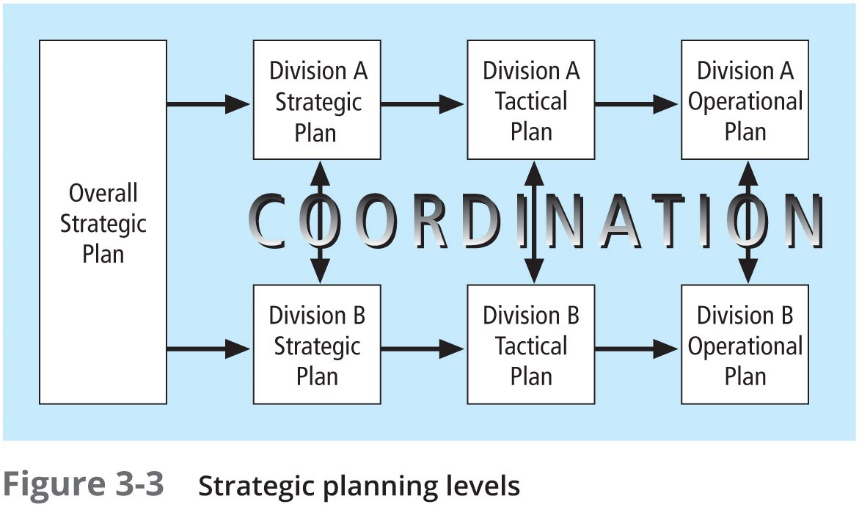 Overall
Strategic
Plan
Division A
Strategic
Plan
Division A
Tactical
Plan
Division A
Operational
Plan
COORDINATION
Division B
Strategic
Plan
Division B
Tactical
Plan
Division B
Operational
Plan
Figure 3-3 Strategic planning levels